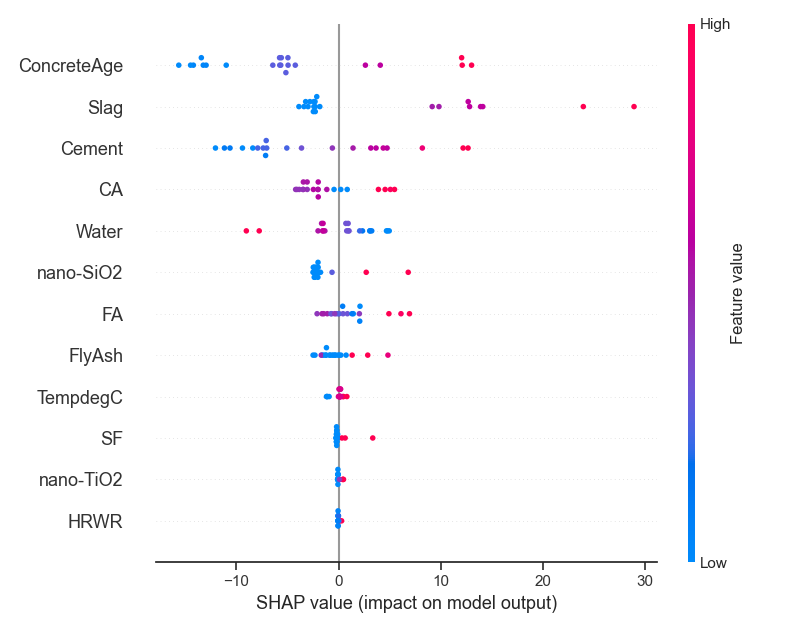 High
ConcreteAge
Slag
Cement
CA
Water
nano-SiO2
FA
FlyAsh
TempdegC
SF
nano-TiO2
HRWR
Feature value
Low
−10 0 10 20 30
SHAP value (impact on model output)